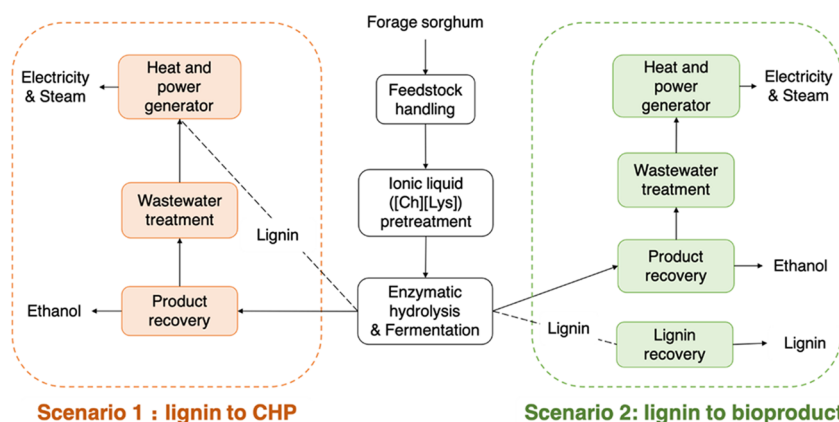 Forage sorghum
Feedstock
handling
Ionic liquid
([Ch][Lys])
pretreatment
Enzymatic
hydrolysis
& Fermentation
Electricity
& Steam
Heat and
power
generator
Wastewater
treatment
Lignin
Ethanol
Product
recovery
Scenario 1 : lignin to CHP
Heat and
power
generator
Electricity
& Steam
Wastewater
treatment
Product
recovery
Ethanol
Lignin
Lignin
recovery
Lignin
Scenario 2: lignin to bioproduct